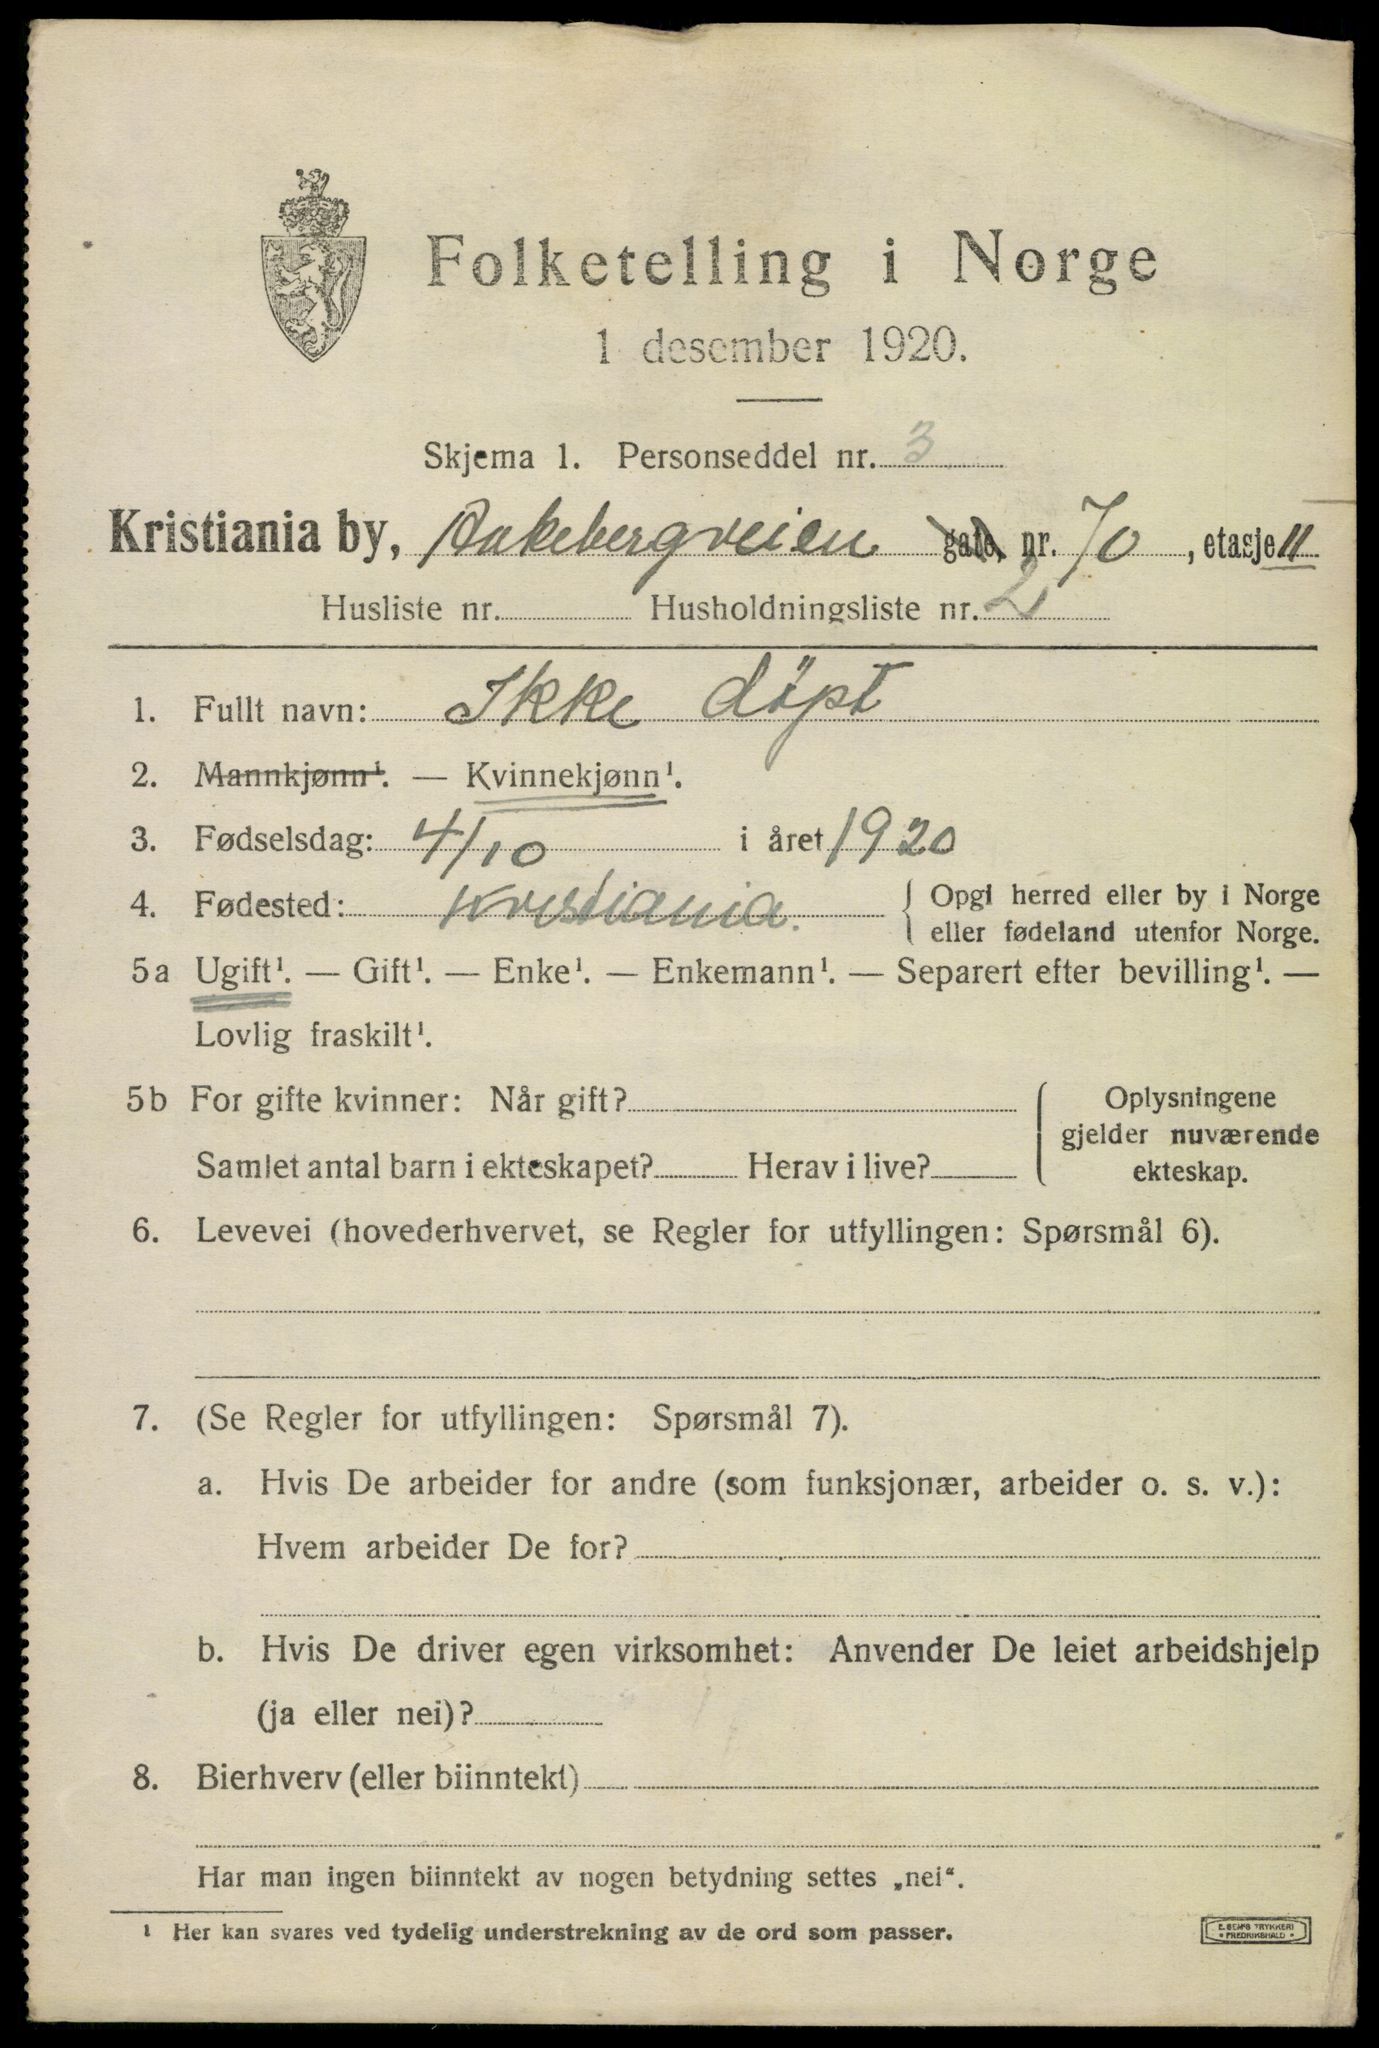 Folketelling i Norge
1 desember 1920.
Skjema 1. Personseddel nr. 3
Kristiania by, Aakebergveien gate, nr. 70, etasje II
Husliste nr. Husholdningsliste nr. 2
1. Fullt navn: Ikke döpt
2. Mannkjønn¹. — Kvinnekjønn¹.
3. Fødselsdag: 4/10 i året 1920
4. Fødested: Kristiania. { Opgi herred eller by i Norge
eller fødeland utenfor Norge.
5a Ugift¹. — Gift¹. — Enke¹. — Enkemann¹. — Separert efter bevilling¹. —
Lovlig fraskilt¹.
5b For gifte kvinner: Når gift?
Samlet antal barn i ekteskapet? Herav i live?
Oplysningene
gjelder nuværende
ekteskap.
6. Levevei (hovederhvervet, se Regler for utfyllingen: Spørsmål 6).
7. (Se Regler for utfyllingen: Spørsmål 7).
a. Hvis De arbeider for andre (som funksjonær, arbeider o. s. v.):
Hvem arbeider De for?
b. Hvis De driver egen virksomhet: Anvender De leiet arbeidshjelp
(ja eller nei)?
8. Bierhverv (eller biinntekt)
Har man ingen biinntekt av nogen betydning settes „nei“.
¹ Her kan svares ved tydelig understrekning av de ord som passer.
E. SEMS TRYKKERI
• FREDRIKSHALD •